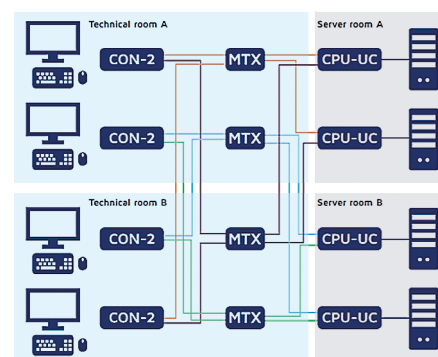 Technical room A
Server room A
CON-2 MTX CPU-UC
CON-2 MTX CPU-UC
Technical room B
Server room B
CON-2 MTX CPU-UC
CON-2 MTX CPU-UC